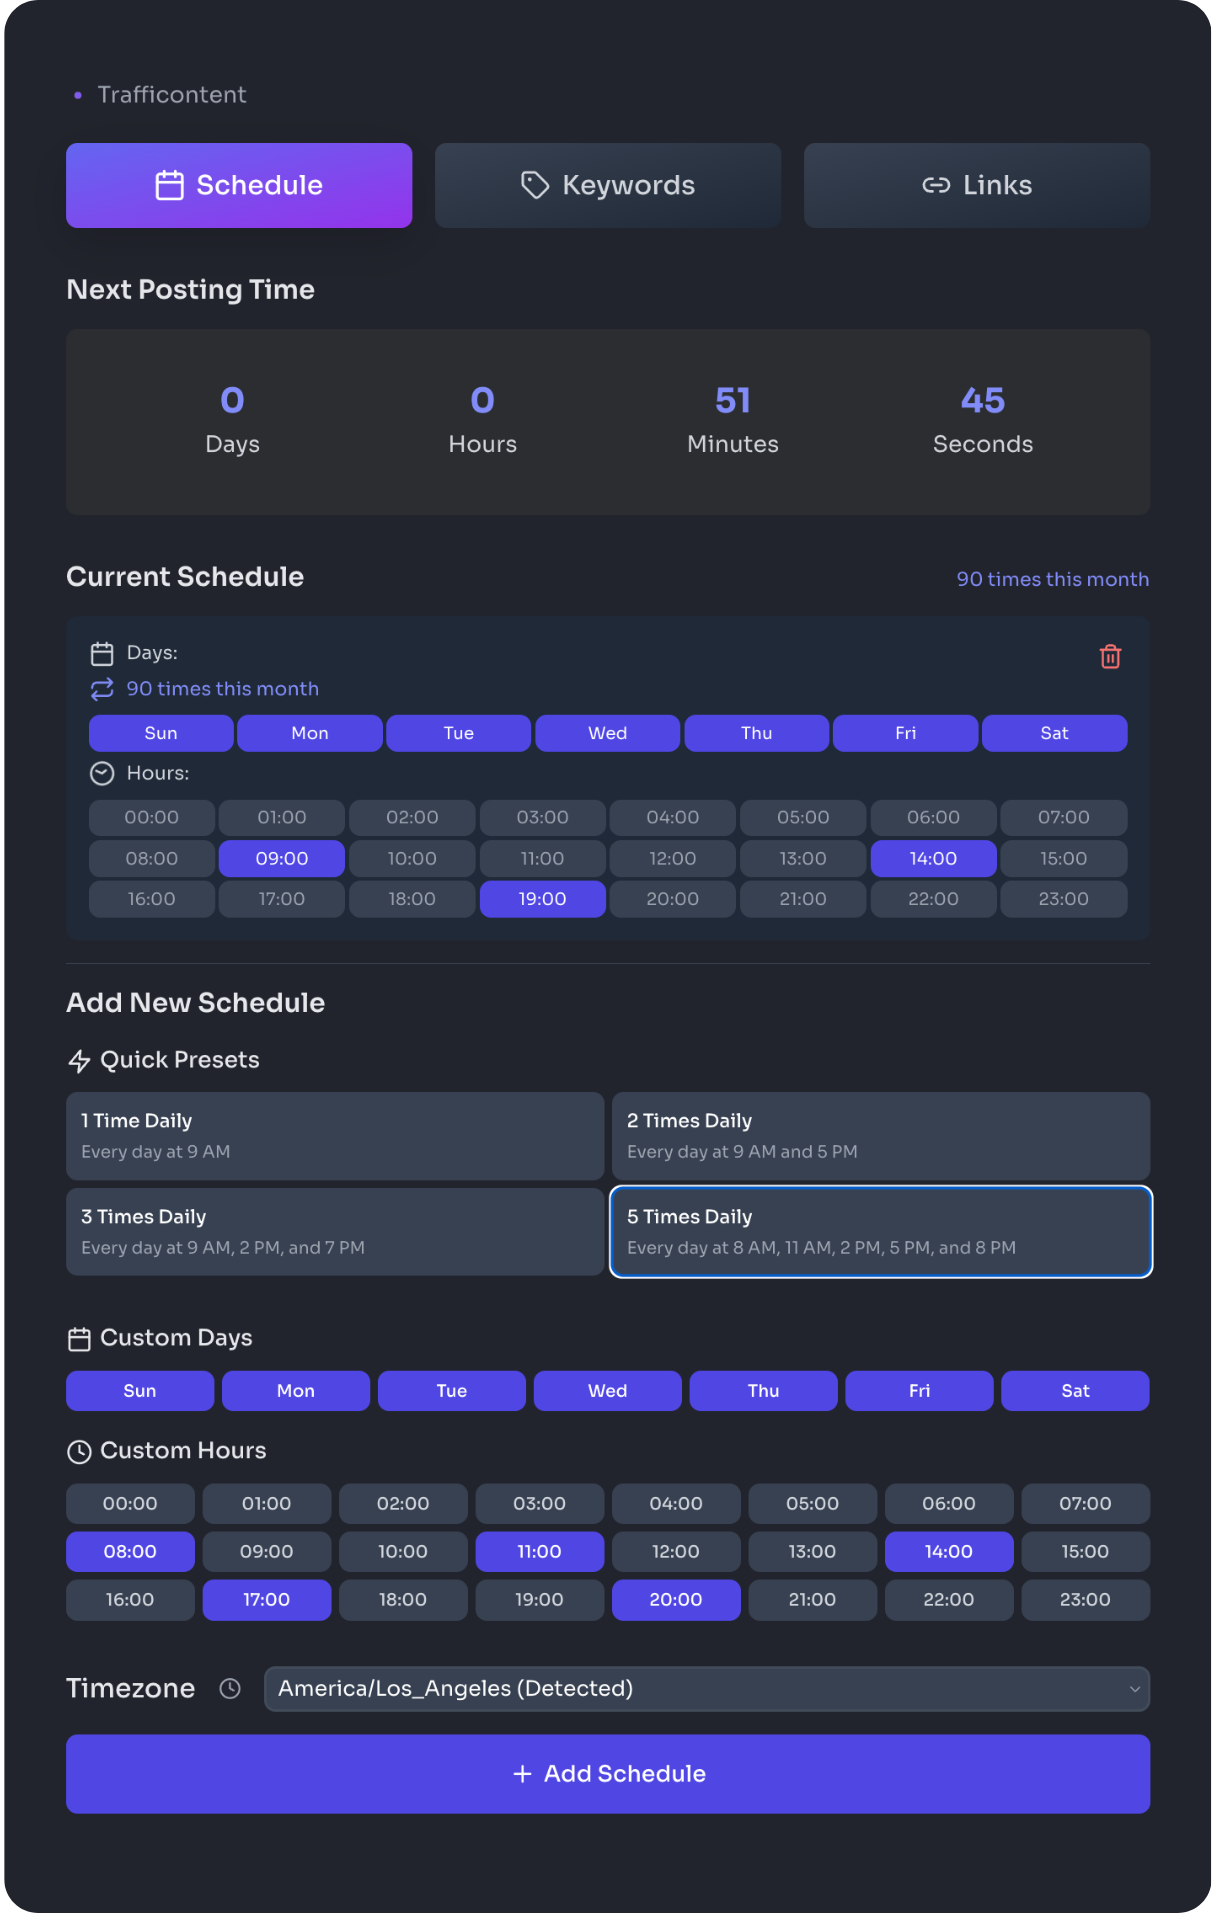 Trafficontent
Schedule
Keywords
Links
Next Posting Time
0
0
51
45
Days
Hours
Minutes
Seconds
Current Schedule
90 times this month
Days:
90 times this month
Sun Mon Tue Wed Thu Fri Sat
Hours:
00:00 01:00 02:00 03:00 04:00 05:00 06:00 07:00
08:00 09:00 10:00 11:00 12:00 13:00 14:00 15:00
16:00 17:00 18:00 19:00 20:00 21:00 22:00 23:00
Add New Schedule
Quick Presets
1 Time Daily
Every day at 9 AM
2 Times Daily
Every day at 9 AM and 5 PM
3 Times Daily
Every day at 9 AM, 2 PM, and 7 PM
5 Times Daily
Every day at 8 AM, 11 AM, 2 PM, 5 PM, and 8 PM
Custom Days
Sun Mon Tue Wed Thu Fri Sat
Custom Hours
00:00 01:00 02:00 03:00 04:00 05:00 06:00 07:00
08:00 09:00 10:00 11:00 12:00 13:00 14:00 15:00
16:00 17:00 18:00 19:00 20:00 21:00 22:00 23:00
Timezone
America/Los_Angeles (Detected)
+ Add Schedule